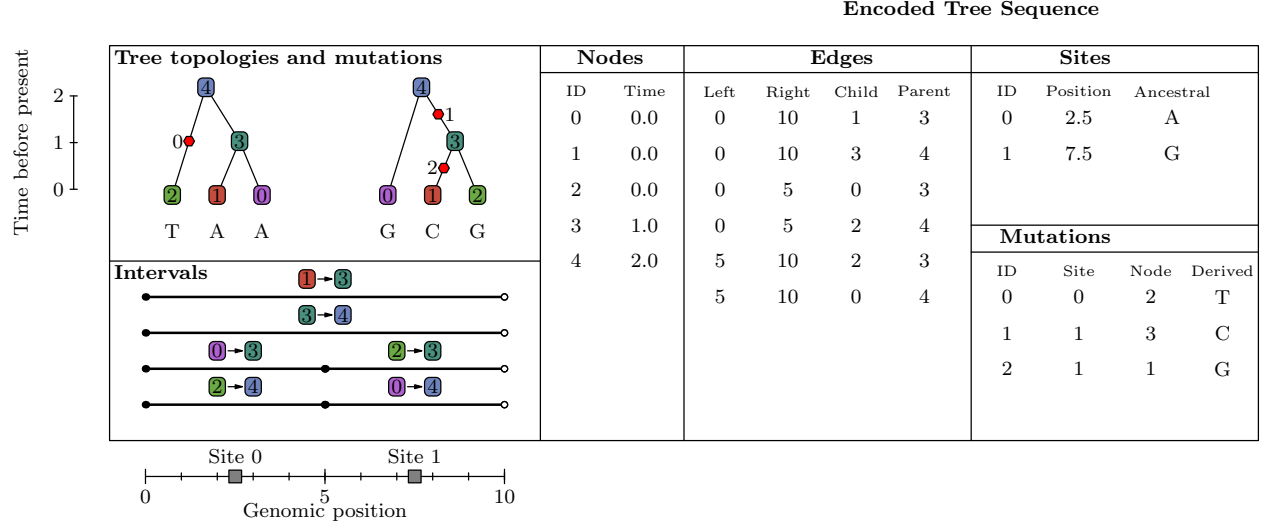 Encoded Tree Sequence
Time before present
2
1
0
Tree topologies and mutations
4
0
3
2 1 0
T A A
4
1
3
2
0 1 2
G C G
Intervals
1 3
3 4
0 3 2 3
2 4 0 4
Site 0 Site 1
0 5 10
Genomic position
Nodes
ID Time
0 0.0
1 0.0
2 0.0
3 1.0
4 2.0
Edges
Left Right Child Parent
0 10 1 3
0 10 3 4
0 5 0 3
0 5 2 4
5 10 2 3
5 10 0 4
Sites
ID Position Ancestral
0 2.5 A
1 7.5 G
Mutations
ID Site Node Derived
0 0 2 T
1 1 3 C
2 1 1 G